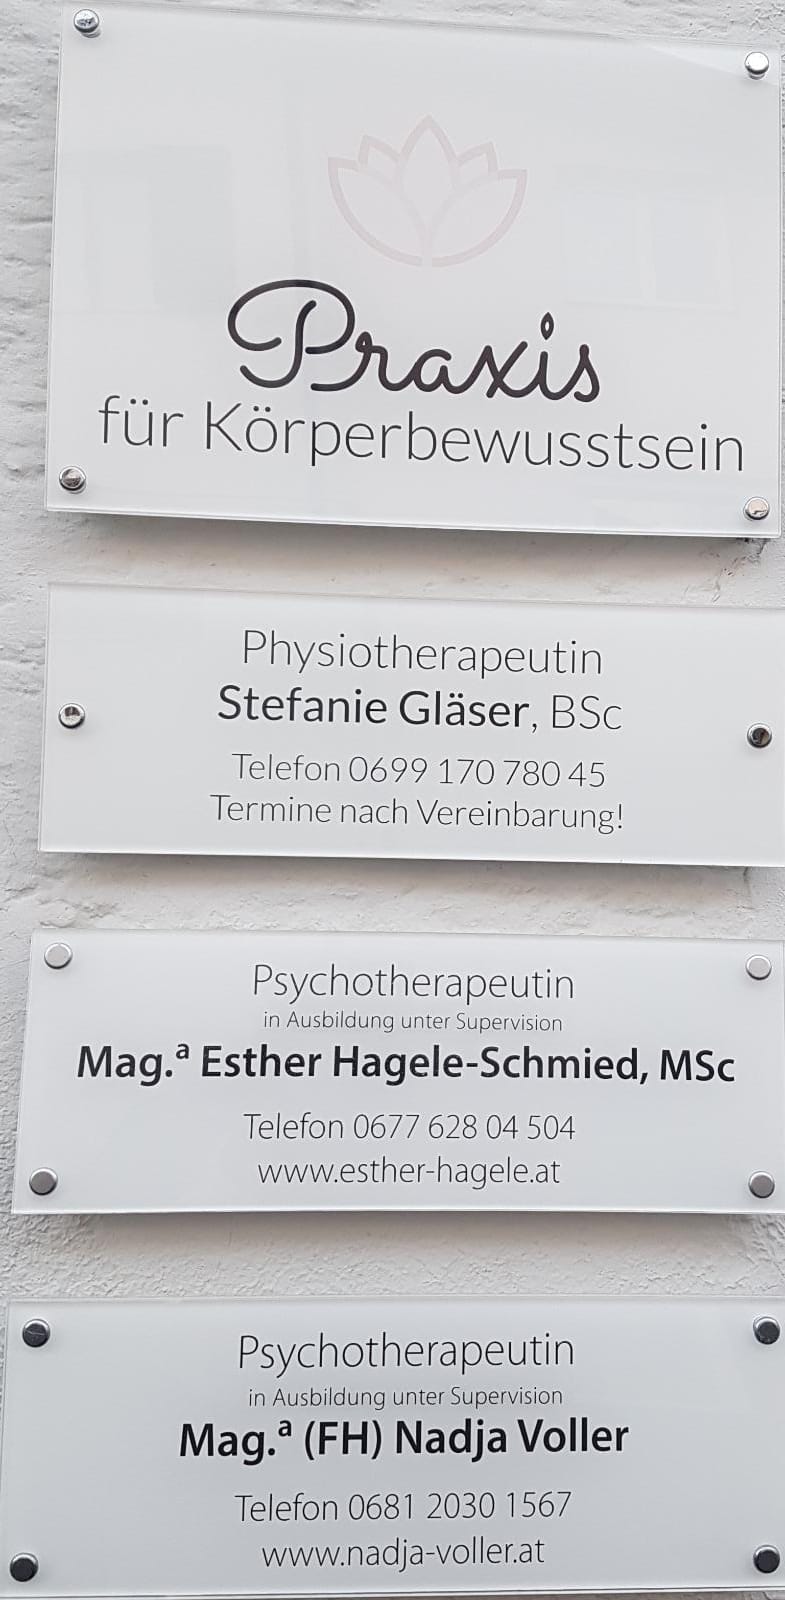 Praxis
für Körperbewusstsein
Physiotherapeutin
Stefanie Gläser, BSc
Telefon 0699 170 780 45
Termine nach Vereinbarung!
Psychotherapeutin
in Ausbildung unter Supervision
Mag.ª Esther Hagele-Schmied, MSc
Telefon 0677 628 04 504
www.esther-hagele.at
Psychotherapeutin
in Ausbildung unter Supervision
Mag.ª (FH) Nadja Voller
Telefon 0681 2030 1567
www.nadja-voller.at